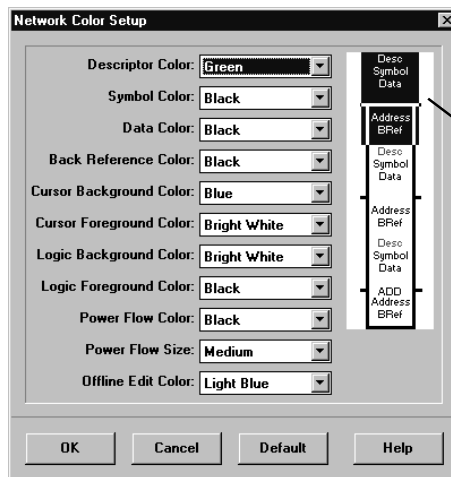 Network Color Setup
Descriptor Color: Green
Symbol Color: Black
Data Color: Black
Back Reference Color: Black
Cursor Background Color: Blue
Cursor Foreground Color: Bright White
Logic Background Color: Bright White
Logic Foreground Color: Black
Power Flow Color: Black
Power Flow Size: Medium
Offline Edit Color: Light Blue
Desc
Symbol
Data
Address
BRef
Desc
Symbol
Data
Address
BRef
Desc
Symbol
Data
ADD
Address
BRef
OK Cancel Default Help